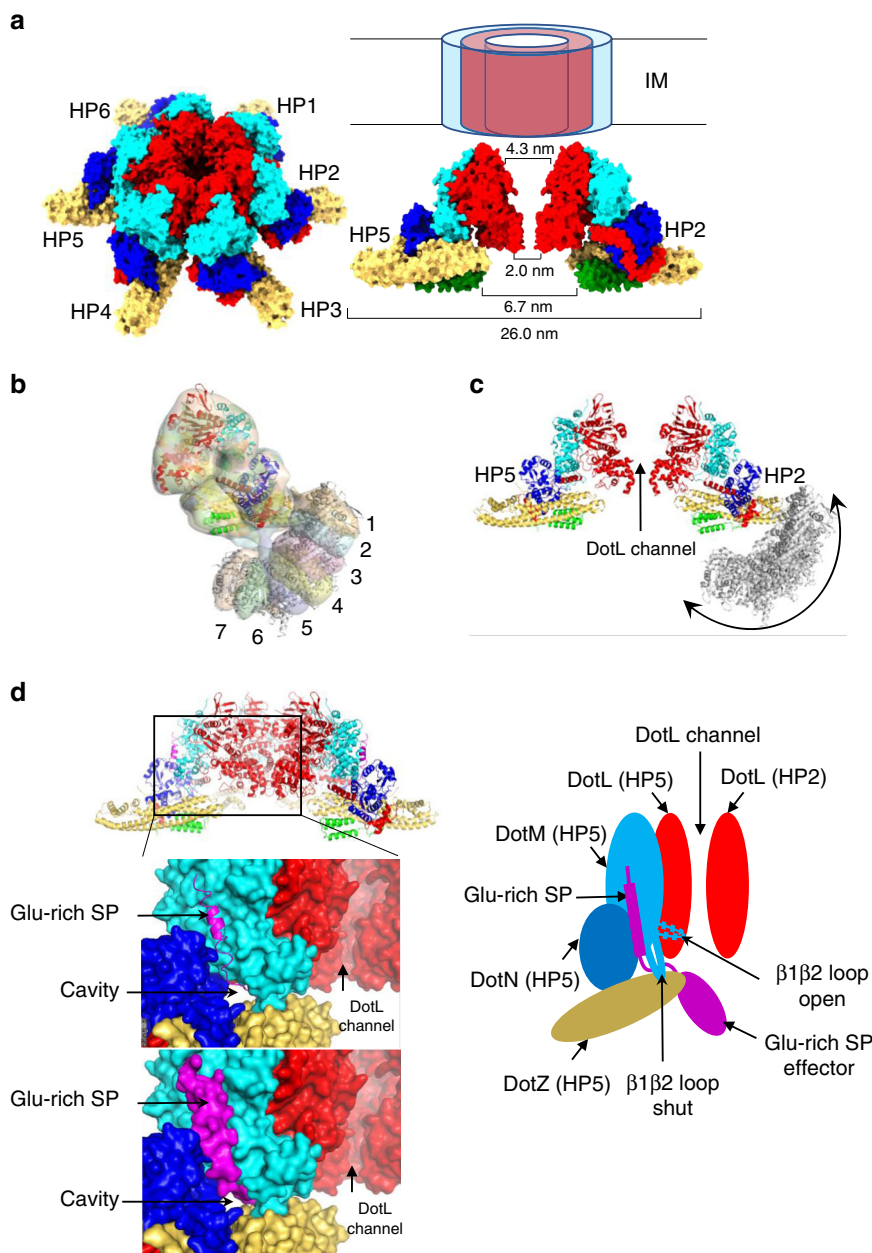 a
IM
HP6
HP1
4.3 nm
HP2
HP5
HP2
HP5
2.0 nm
HP4
HP3
6.7 nm
26.0 nm
b
c
HP5
HP2
1
DotL channel
2
3
4
7
6
5
d
DotL channel
DotL (HP5)
DotL (HP2)
DotM (HP5)
Glu-rich SP
Glu-rich SP
DotN (HP5)
β1β2 loop
open
Cavity
DotL
channel
Glu-rich SP
effector
DotZ (HP5)
β1β2 loop
shut
Glu-rich SP
Cavity
DotL
channel